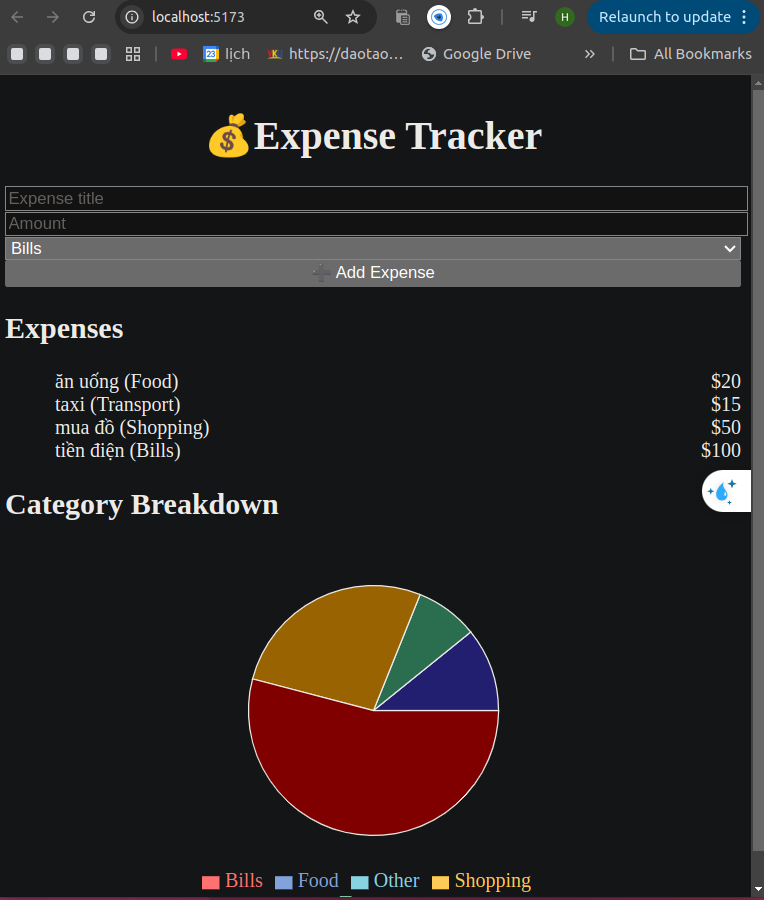 localhost:5173
H
Relaunch to update
23 lịch
https://daotao...
Google Drive
»
All Bookmarks
Expense Tracker
Expense title
Amount
Bills
Add Expense
Expenses
ăn uống (Food) $20
taxi (Transport) $15
mua đồ (Shopping) $50
tiền điện (Bills) $100
Category Breakdown
Bills Food Other Shopping